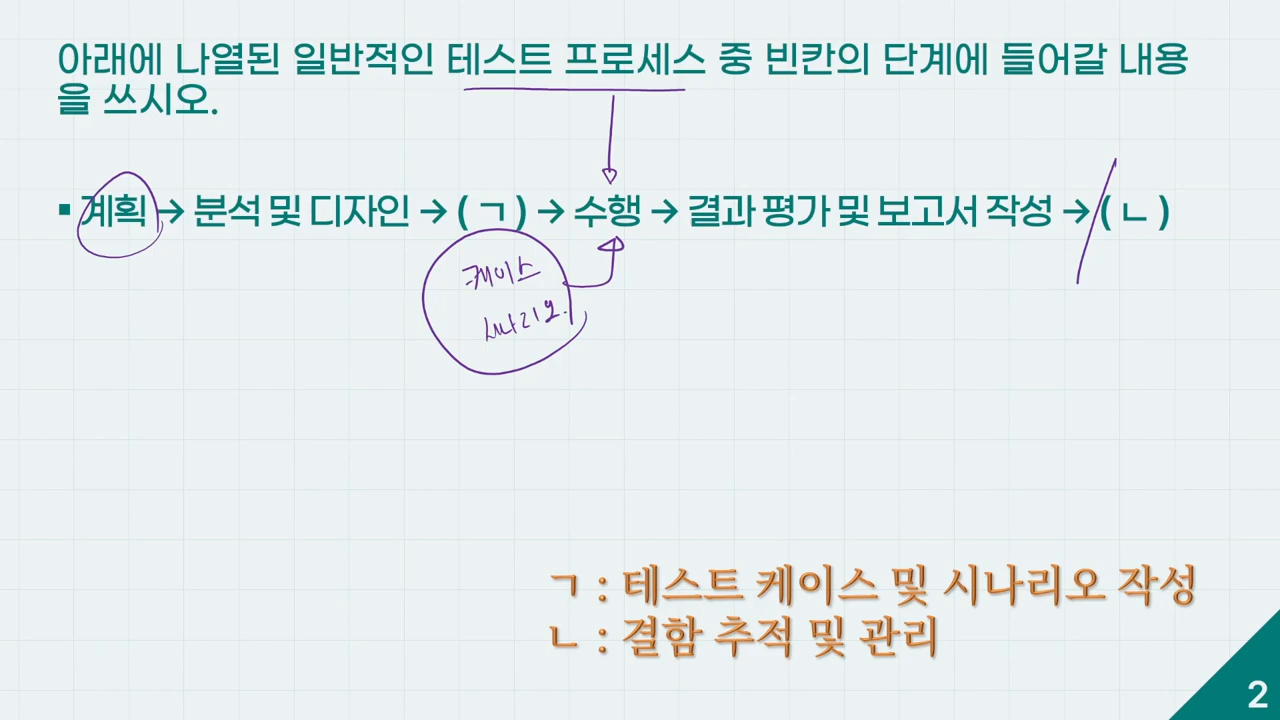 아래에 나열된 일반적인 테스트 프로세스 중 빈칸의 단계에 들어갈 내용
을 쓰시오.
▪ 계획 → 분석 및 디자인 → ( ㄱ ) → 수행 → 결과 평가 및 보고서 작성 → ( ㄴ )
케이스
시나리오.
ㄱ : 테스트 케이스 및 시나리오 작성
ㄴ : 결함 추적 및 관리
2